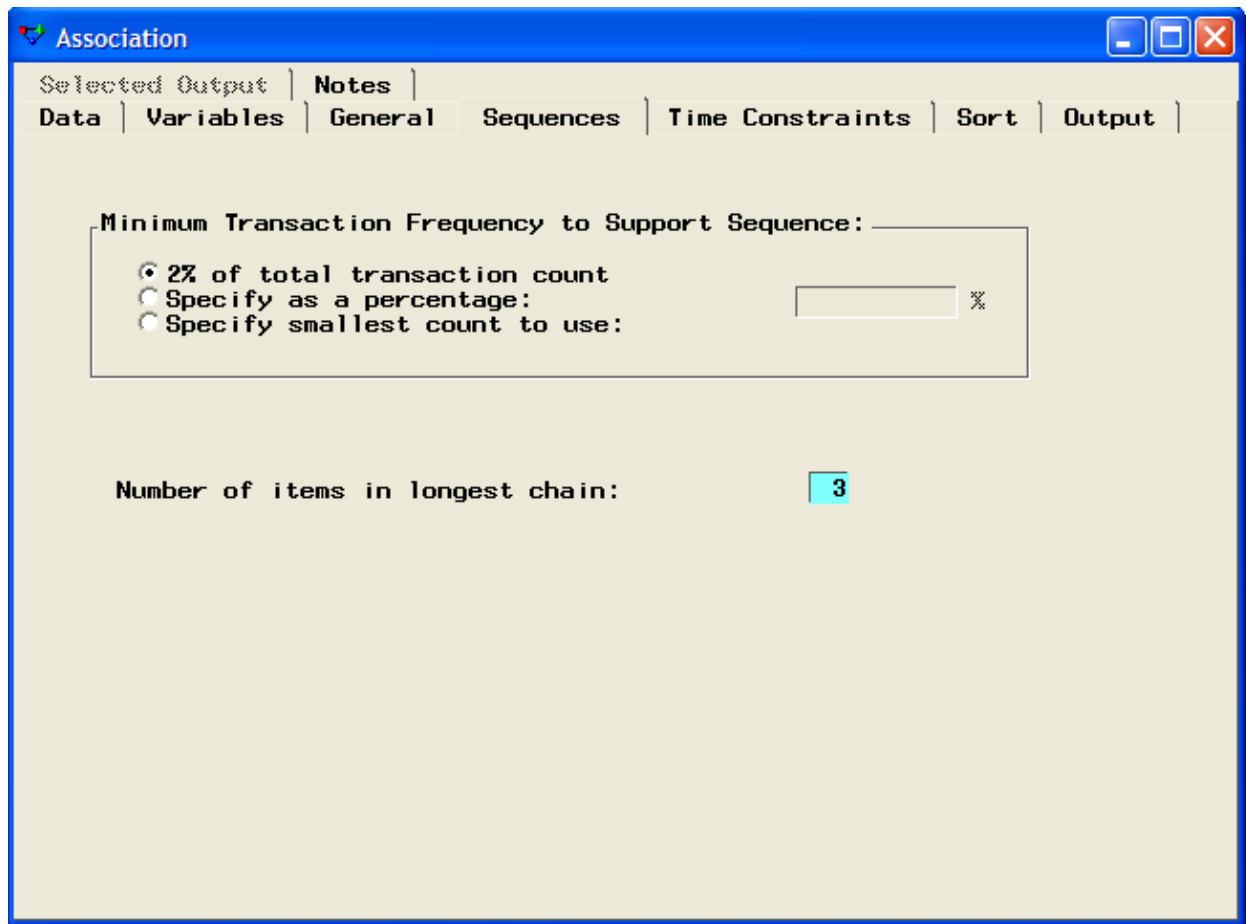 Association
Selected Output Notes
Data Variables General Sequences Time Constraints Sort Output
Minimum Transaction Frequency to Support Sequence:
2% of total transaction count
Specify as a percentage: %
Specify smallest count to use:
Number of items in longest chain: 3